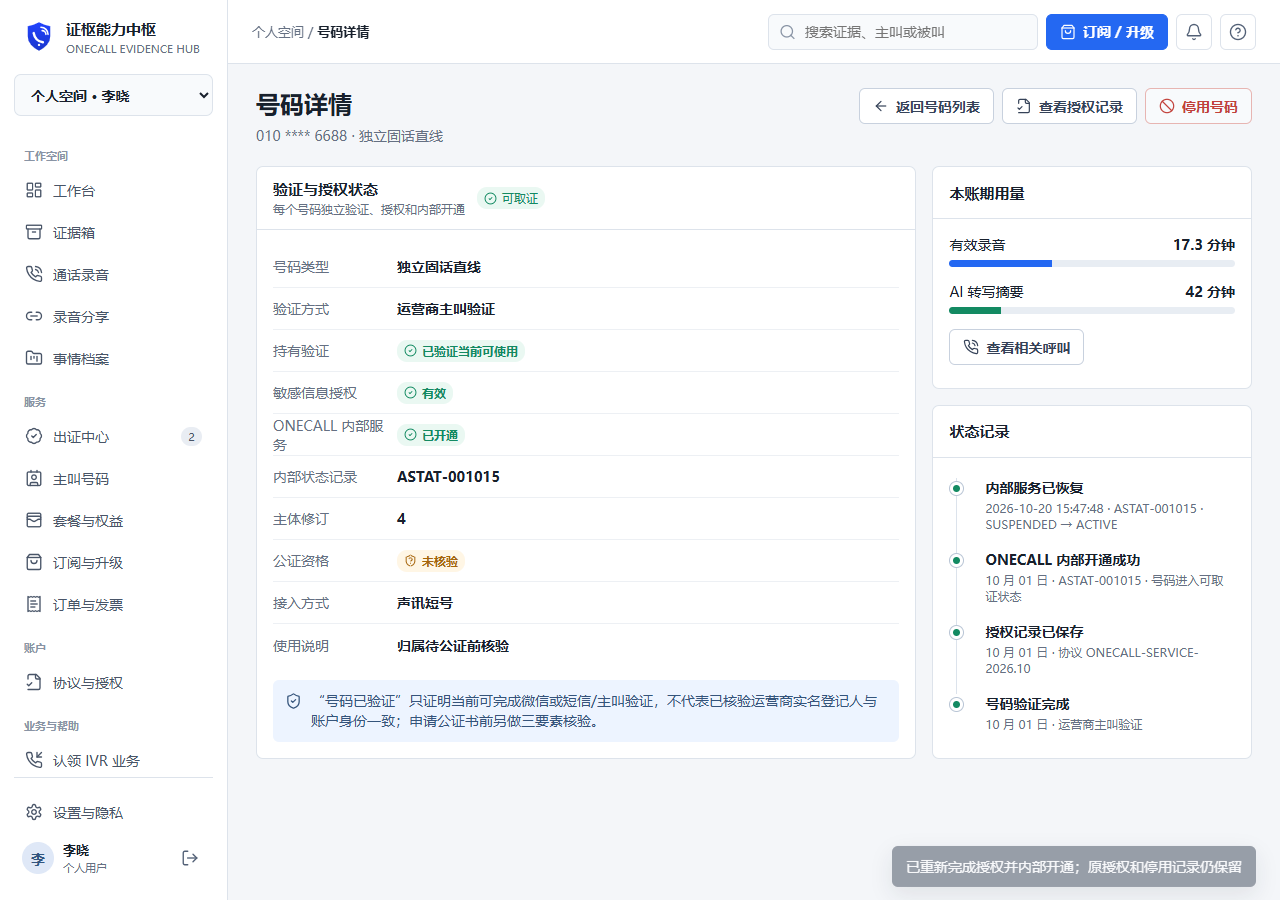 证枢能力中枢
ONECALL EVIDENCE HUB
个人空间 • 李晓
工作空间
工作台
证据箱
通话录音
录音分享
事情档案
服务
出证中心
2
主叫号码
套餐与权益
订阅与升级
订单与发票
账户
协议与授权
业务与帮助
认领 IVR 业务
设置与隐私
李
李晓
个人用户
个人空间 / 号码详情
搜索证据、主叫或被叫
订阅 / 升级
号码详情
010 **** 6688 · 独立固话直线
返回号码列表
查看授权记录
停用号码
验证与授权状态
每个号码独立验证、授权和内部开通
可取证
号码类型
独立固话直线
验证方式
运营商主叫验证
持有验证
已验证当前可使用
敏感信息授权
有效
ONECALL 内部服
务
已开通
内部状态记录
ASTAT-001015
主体修订
4
公证资格
未核验
接入方式
声讯短号
使用说明
归属待公证前核验
“号码已验证”只证明当前可完成微信或短信/主叫验证，不代表已核验运营商实名登记人与
账户身份一致；申请公证书前另做三要素核验。
本账期用量
有效录音
17.3 分钟
AI 转写摘要
42 分钟
查看相关呼叫
状态记录
内部服务已恢复
2026-10-20 15:47:48 · ASTAT-001015 ·
SUSPENDED → ACTIVE
ONECALL 内部开通成功
10 月 01 日 · ASTAT-001015 · 号码进入可取
证状态
授权记录已保存
10 月 01 日 · 协议 ONECALL-SERVICE-
2026.10
号码验证完成
10 月 01 日 · 运营商主叫验证
已重新完成授权并内部开通；原授权和停用记录仍保留